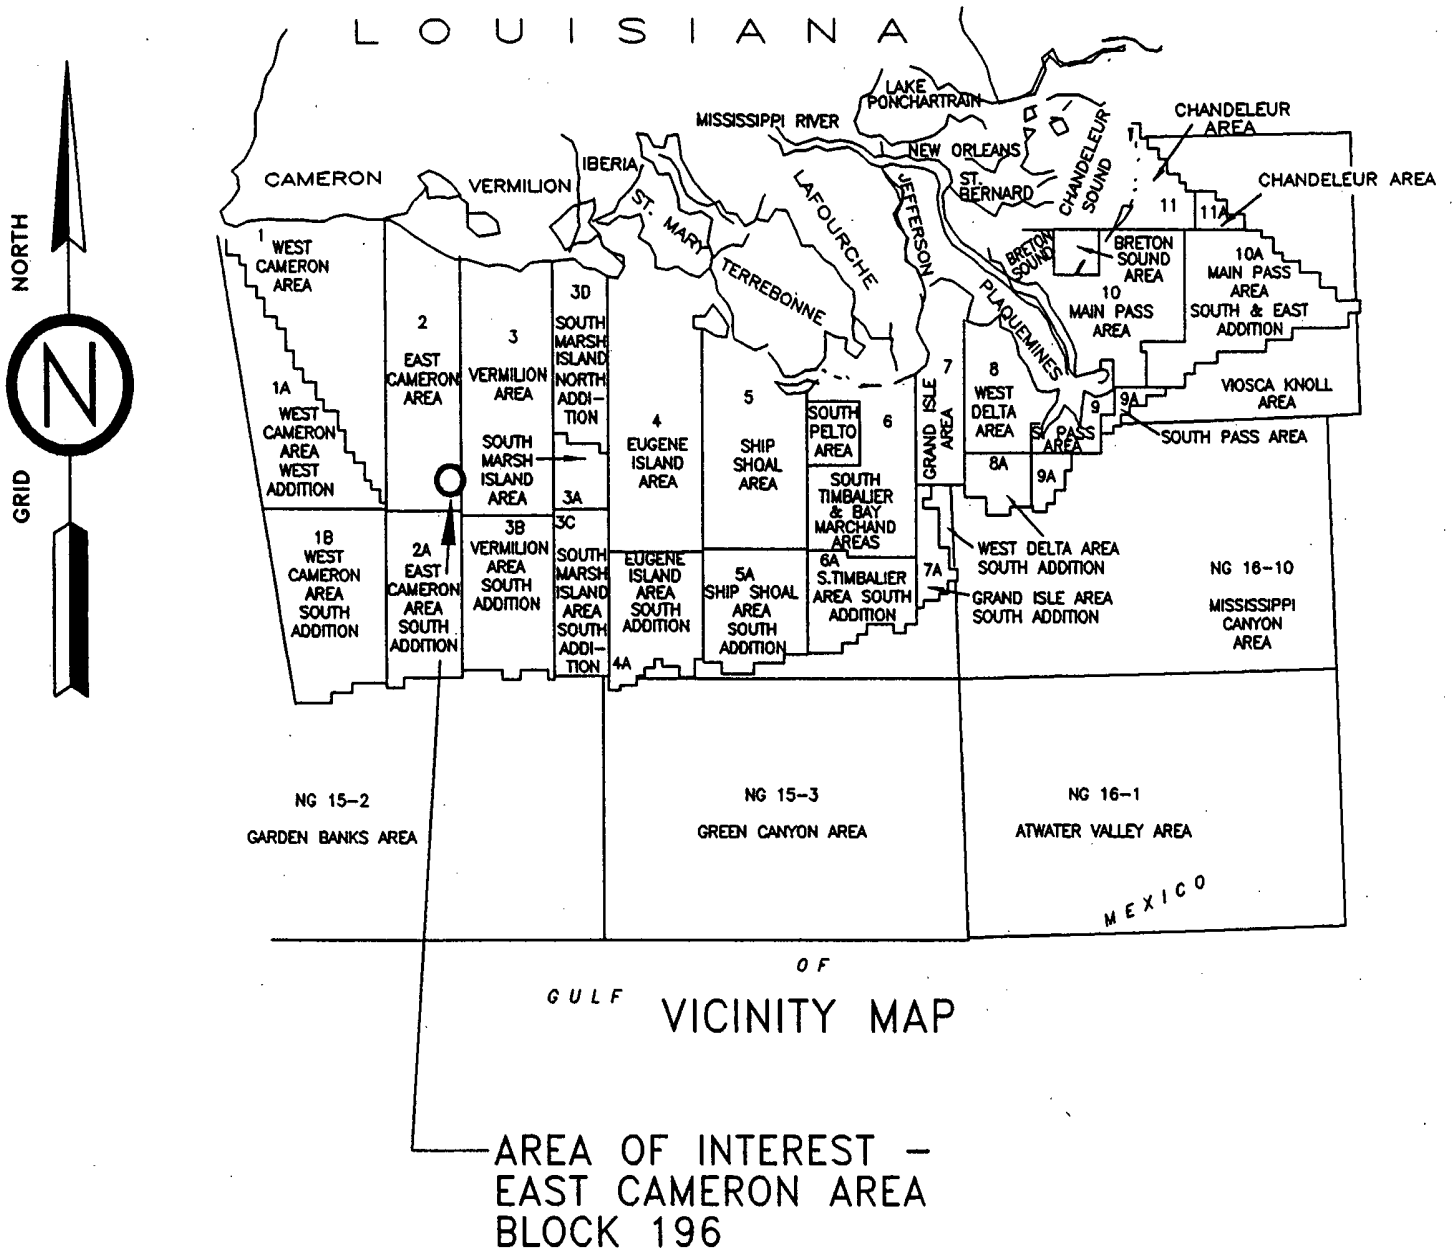 LOUISIANA
NORTH
GRID
N
LAKE
PONCHARTRAIN
MISSISSIPPI RIVER
NEW ORLEANS
ST.
BERNARD
CHANDELEUR
SOUND
CHANDELEUR
AREA
CHANDELEUR AREA
11
11A
CAMERON
VERMILION
IBERIA
ST. MARY
LAFOURCHE
TERREBONNE
JEFFERSON
PLAQUEMINES
BRETON
SOUND
BRETON
SOUND
AREA
10
MAIN PASS
AREA
10A
MAIN PASS
AREA
SOUTH & EAST
ADDITION
1
WEST
CAMERON
AREA
1A
WEST
CAMERON
AREA
WEST
ADDITION
1B
WEST
CAMERON
AREA
SOUTH
ADDITION
2
EAST
CAMERON
AREA
2A
EAST
CAMERON
AREA
SOUTH
ADDITION
3
VERMILION
AREA
SOUTH
MARSH
ISLAND
AREA
3B
VERMILION
AREA
SOUTH
ADDITION
3D
SOUTH
MARSH
ISLAND
NORTH
ADDI-
TION
3A
3C
SOUTH
MARSH
ISLAND
AREA
SOUTH
ADDI-
TION
4
EUGENE
ISLAND
AREA
EUGENE
ISLAND
AREA
SOUTH
ADDITION
4A
5
SHIP
SHOAL
AREA
5A
SHIP SHOAL
AREA
SOUTH
ADDITION
SOUTH
PELTO
AREA
6
SOUTH
TIMBALIER
& BAY
MARCHAND
AREAS
6A
S.TIMBALIER
AREA SOUTH
ADDITION
7
GRAND ISLE
AREA
7A
8
WEST
DELTA
AREA
8A
9
S. PASS
AREA
9A
9A
VIOSCA KNOLL
AREA
SOUTH PASS AREA
WEST DELTA AREA
SOUTH ADDITION
GRAND ISLE AREA
SOUTH ADDITION
NG 16-10
MISSISSIPPI
CANYON
AREA
NG 15-2
GARDEN BANKS AREA
NG 15-3
GREEN CANYON AREA
NG 16-1
ATWATER VALLEY AREA
GULF
OF
MEXICO
VICINITY MAP
AREA OF INTEREST -
EAST CAMERON AREA
BLOCK 196